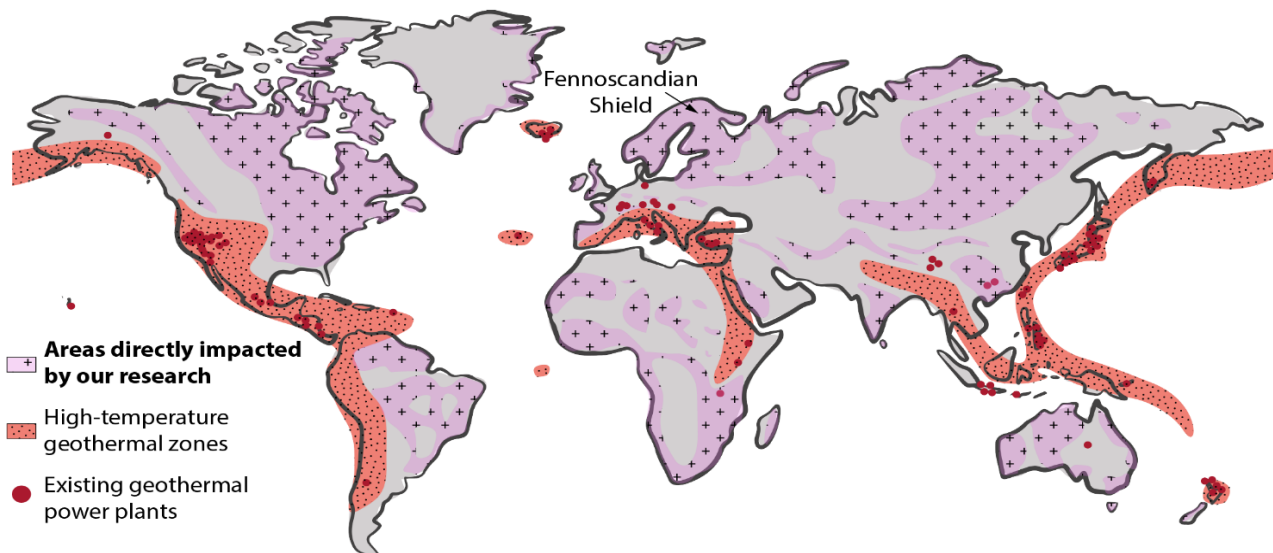 Fennoscandian
Shield
Areas directly impacted
by our research
High-temperature
geothermal zones
Existing geothermal
power plants